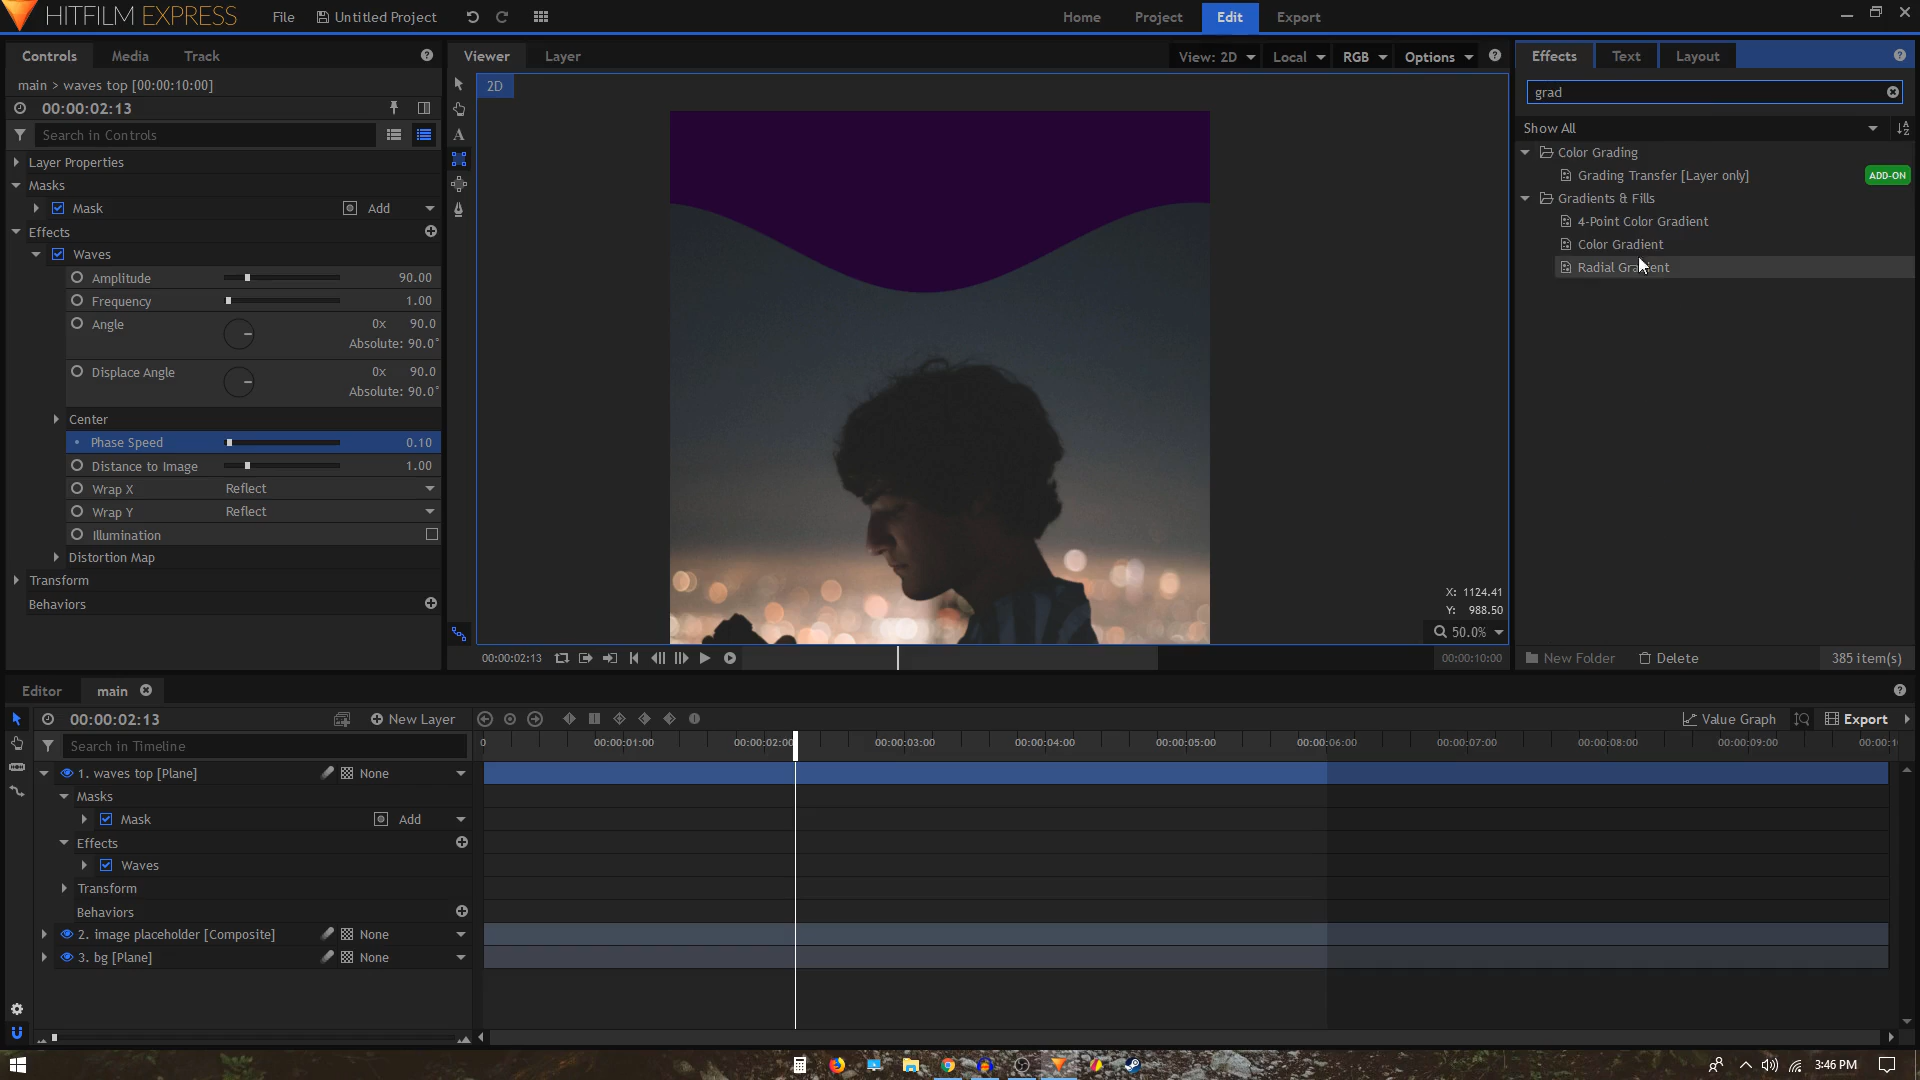 HITFILM EXPRESS
File
Untitled Project
Home
Project
Edit
Export
Controls
Media
Track
main > waves top [00:00:10:00]
00:00:02:13
Search in Controls
Layer Properties
Masks
Mask
Add
Effects
Waves
Amplitude 90.00
Frequency 1.00
Angle 0x 90.0
Absolute: 90.0°
Displace Angle 0x 90.0
Absolute: 90.0°
Center
Phase Speed 0.10
Distance to Image 1.00
Wrap X Reflect
Wrap Y Reflect
Illumination
Distortion Map
Transform
Behaviors
Viewer
Layer
View: 2D
Local
RGB
Options
2D
X: 1124.41
Y: 988.50
50.0%
00:00:02:13
00:00:10:00
Effects
Text
Layout
grad
Show All
Color Grading
Grading Transfer [Layer only]
ADD-ON
Gradients & Fills
4-Point Color Gradient
Color Gradient
Radial Gradient
New Folder
Delete
385 item(s)
Editor
main
00:00:02:13
New Layer
Value Graph
Export
Search in Timeline
0
00:00:01:00
00:00:02:00
00:00:03:00
00:00:04:00
00:00:05:00
00:00:06:00
00:00:07:00
00:00:08:00
00:00:09:00
00:00:1
1. waves top [Plane]
None
Masks
Mask
Add
Effects
Waves
Transform
Behaviors
2. image placeholder [Composite]
None
3. bg [Plane]
None
3:46 PM